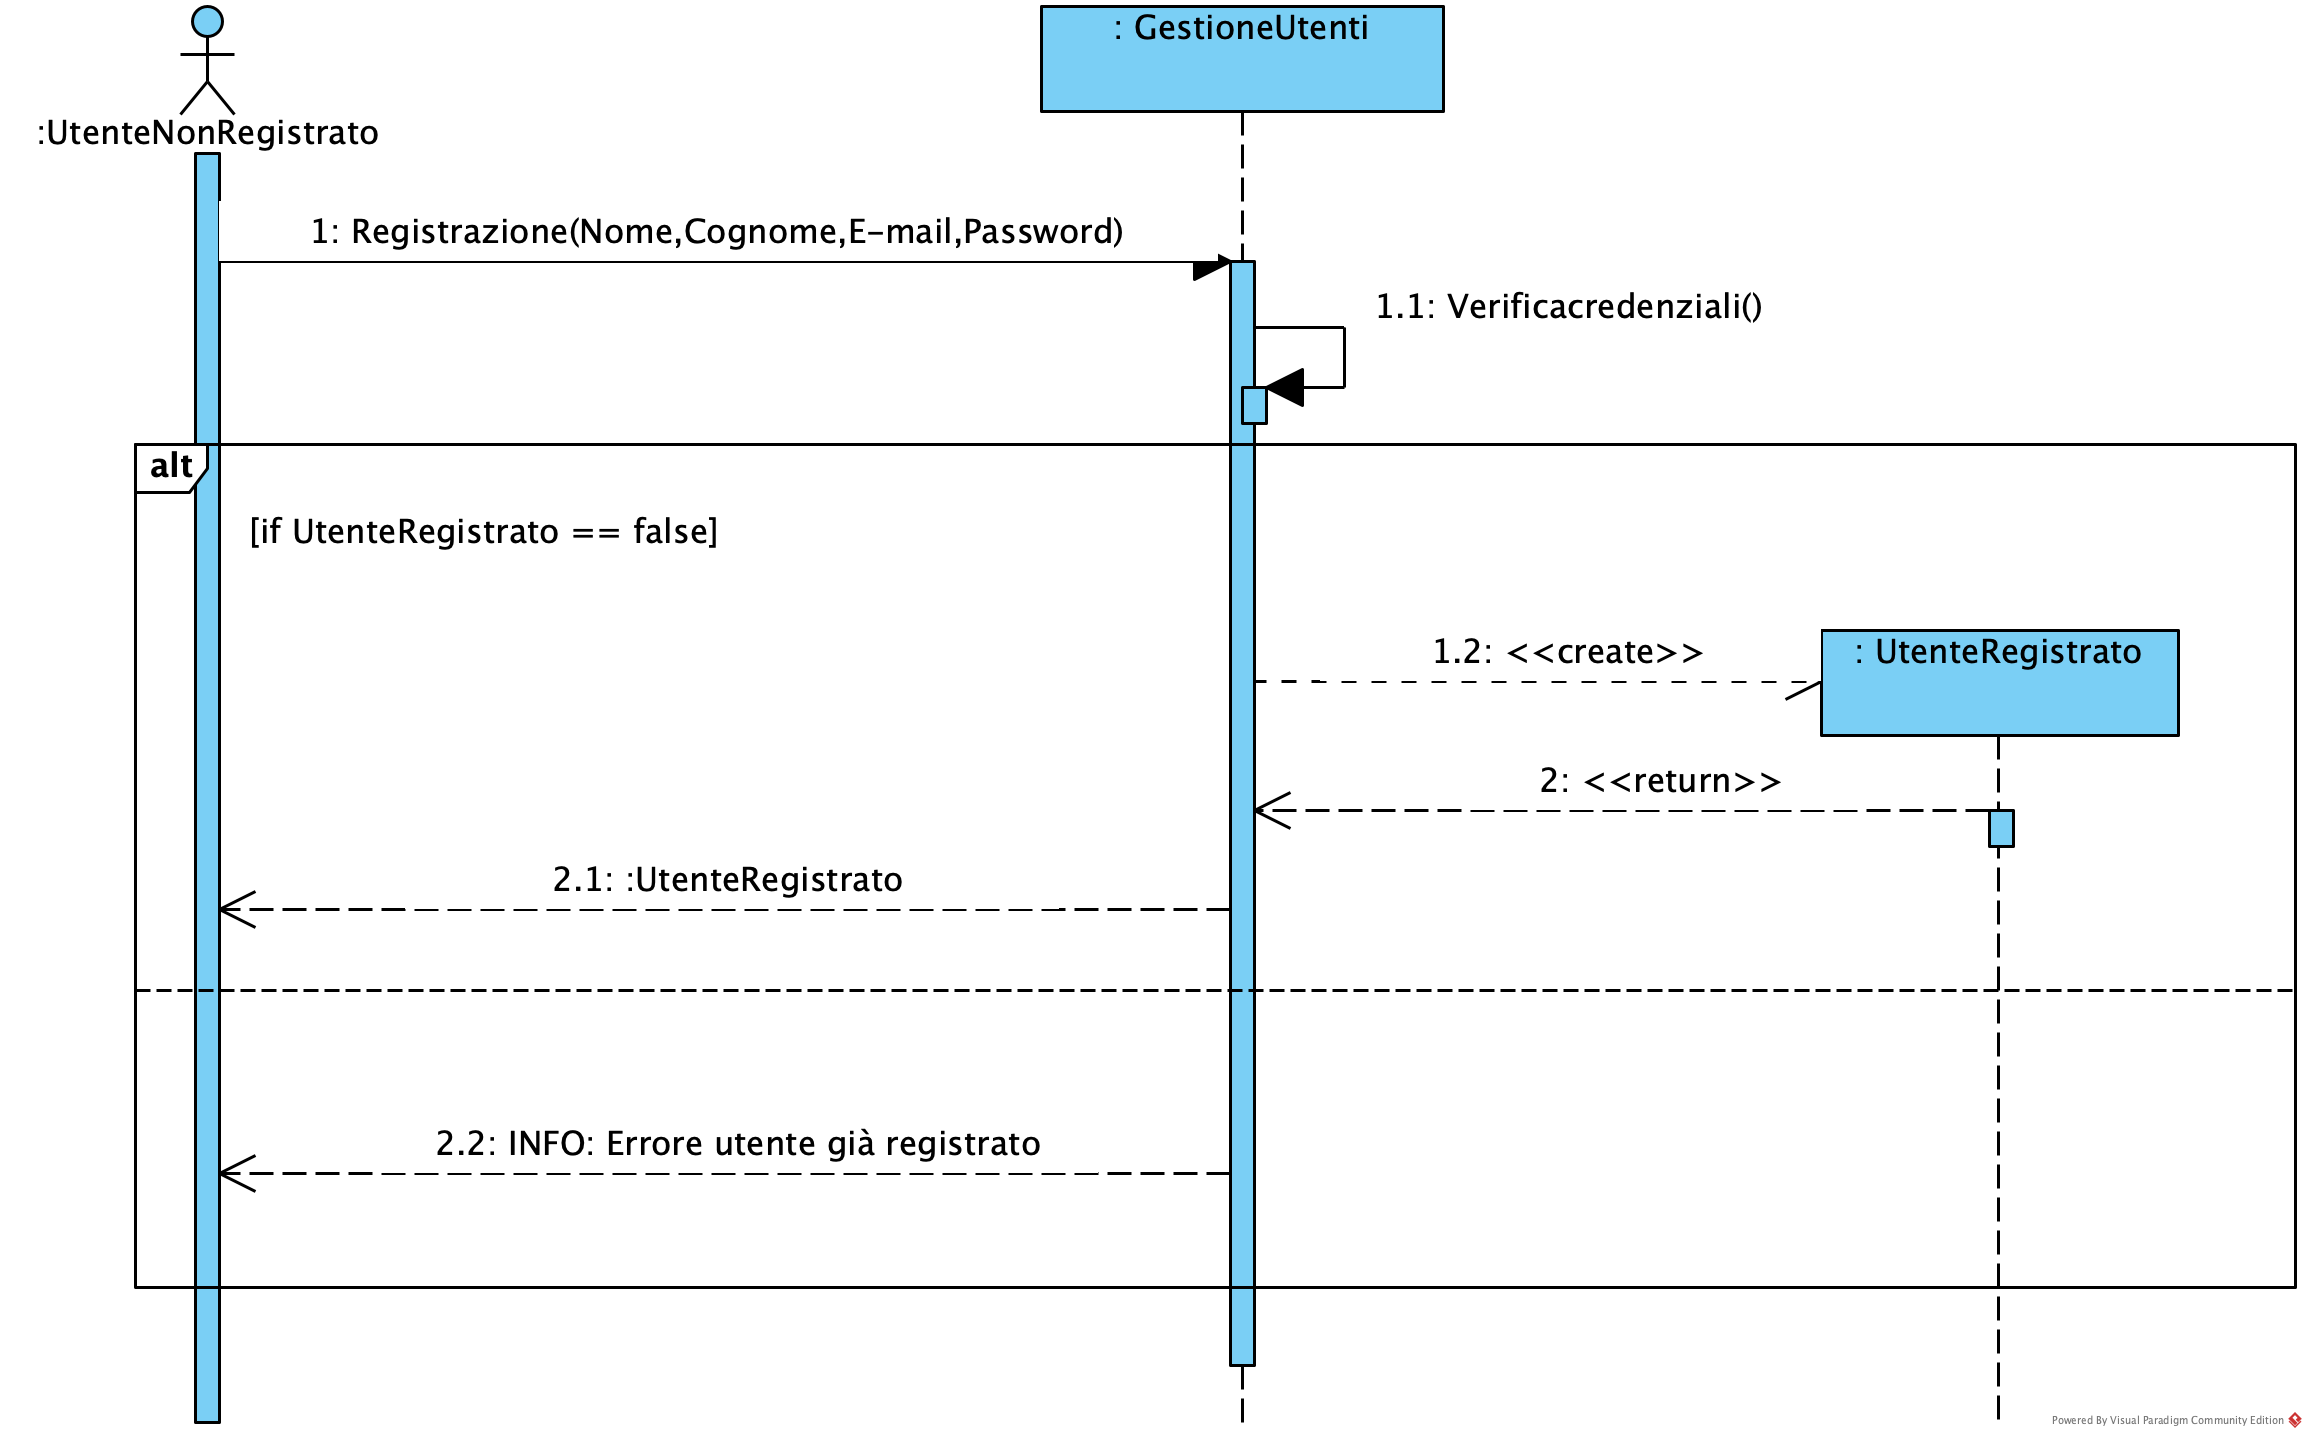 : GestioneUtenti
:UtenteNonRegistrato
1: Registrazione(Nome,Cognome,E-mail,Password)
1.1: Verificacredenziali()
alt
[if UtenteRegistrato == false]
1.2: <<create>>
: UtenteRegistrato
2: <<return>>
2.1: :UtenteRegistrato
2.2: INFO: Errore utente già registrato
Powered By Visual Paradigm Community Edition